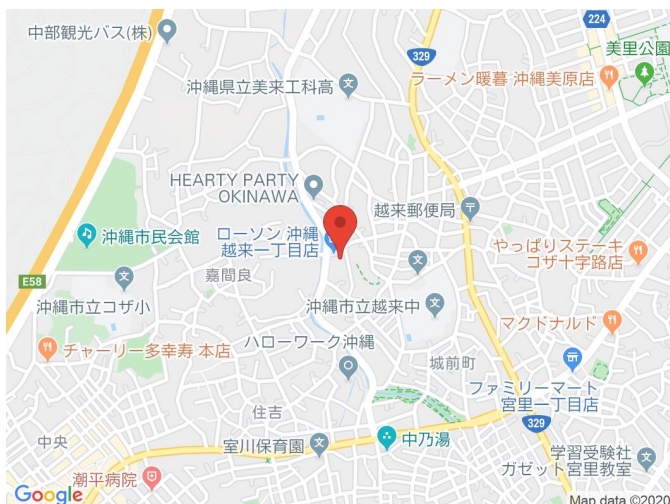 中部観光バス(株)
224
美里公園
329
ラーメン暖暮 沖縄美原店
沖縄県立美来工科高
HEARTY PARTY
OKINAWA
越来郵便局
ローソン 沖縄
越来一丁目店
沖縄市民会館
やっぱりステーキ
コザ十字路店
嘉間良
E58
沖縄市立コザ小
沖縄市立越来中
マクドナルド
チャーリー多幸寿 本店
ハローワーク沖縄
城前町
ファミリーマート
宮里一丁目店
住吉
329
中央
室川保育園
中乃湯
学習受験社
ガゼット宮里教室
潮平病院
Google
Map data ©2020